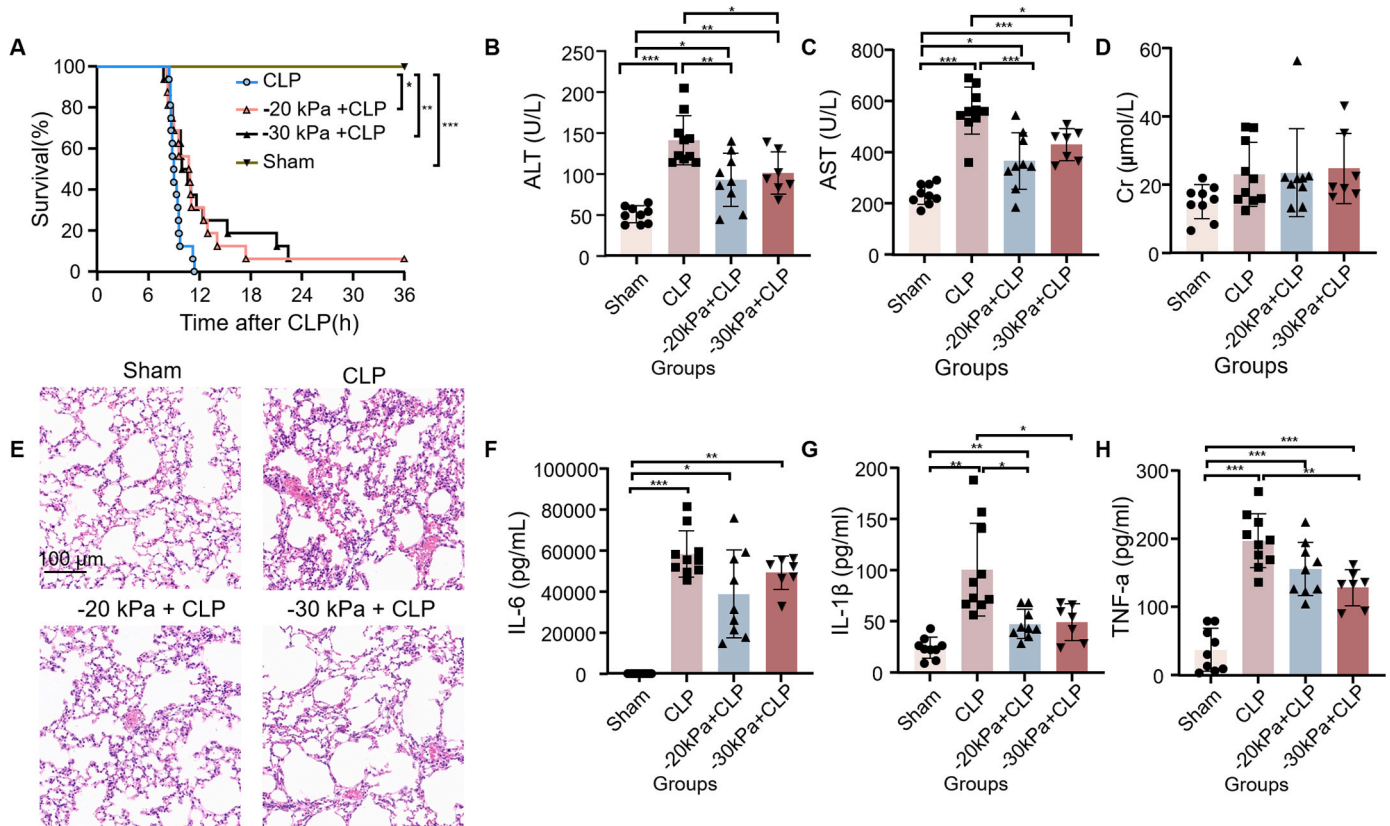 A
Survival(%)
100
80
60
40
20
0
0 6 12 18 24 30 36
Time after CLP(h)
CLP
-20 kPa +CLP
-30 kPa +CLP
Sham
*
**
***
B
ALT (U/L)
250
200
150
100
50
0
*
**
*
*** **
Sham CLP -20kPa+CLP -30kPa+CLP
Groups
C
AST (U/L)
800
600
400
200
0
*
***
*
*** ***
Sham CLP -20kPa+CLP -30kPa+CLP
Groups
D
Cr (μmol/L)
60
40
20
0
Sham CLP -20kPa+CLP -30kPa+CLP
Groups
E
Sham
CLP
100 μm
-20 kPa + CLP
-30 kPa + CLP
F
IL-6 (pg/mL)
100000
80000
60000
40000
20000
0
**
*
***
Sham CLP -20kPa+CLP -30kPa+CLP
Groups
G
IL-1β (pg/ml)
200
150
100
50
0
*
**
** *
Sham CLP -20kPa+CLP -30kPa+CLP
Groups
H
TNF-a (pg/ml)
300
200
100
0
***
***
*** **
Sham CLP -20kPa+CLP -30kPa+CLP
Groups